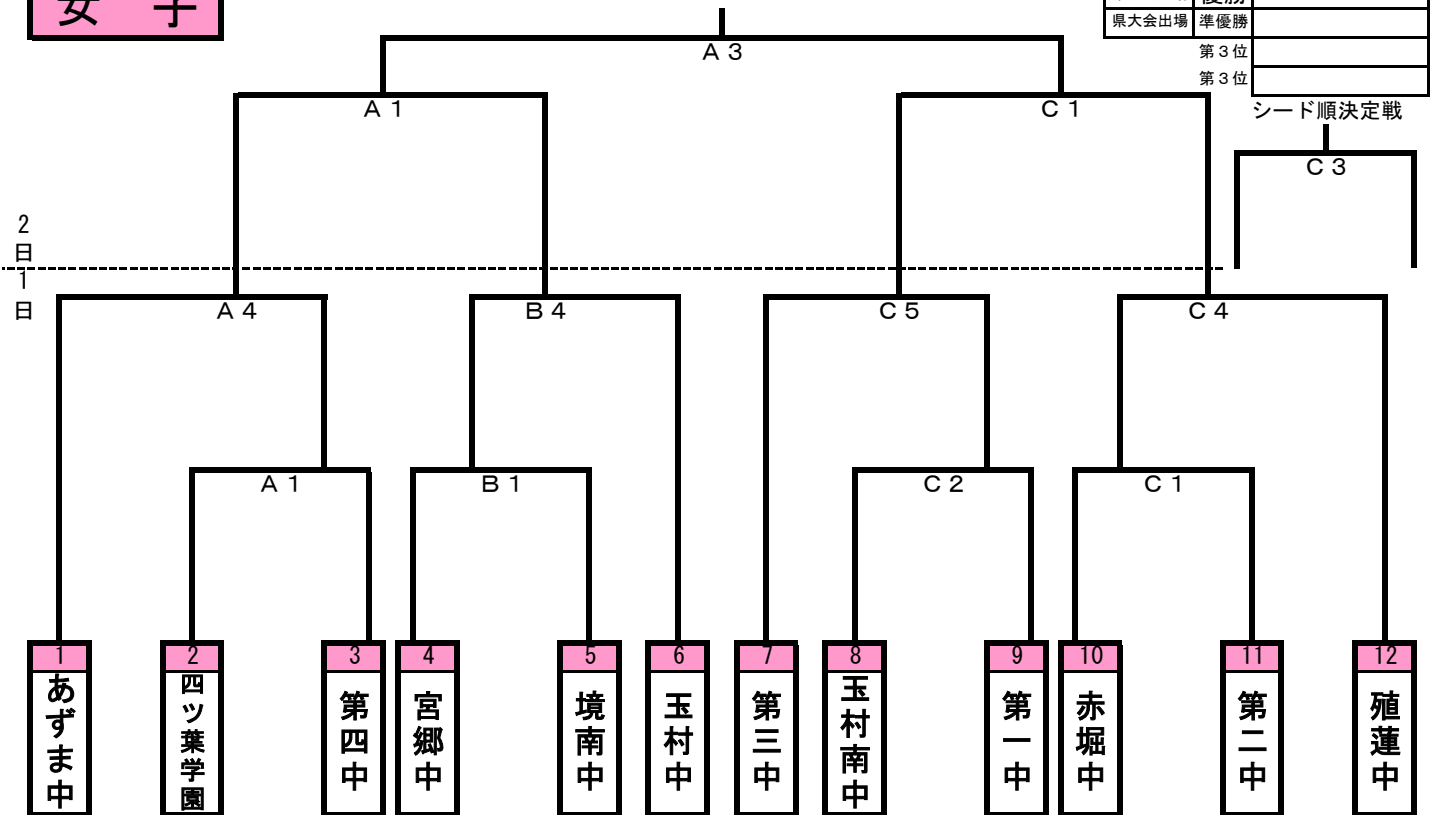 女 子
優勝
県大会出場 準優勝
第3位
第3位
A3
A1 C1
シード順決定戦
C3
2日
1日
A4 B4 C5 C4
A1 B1 C2 C1
1 2 3 4 5 6 7 8 9 10 11 12
あずま中
四ツ葉学園
第四中
宮郷中
境南中
玉村中
第三中
玉村南中
第一中
赤堀中
第二中
殖蓮中